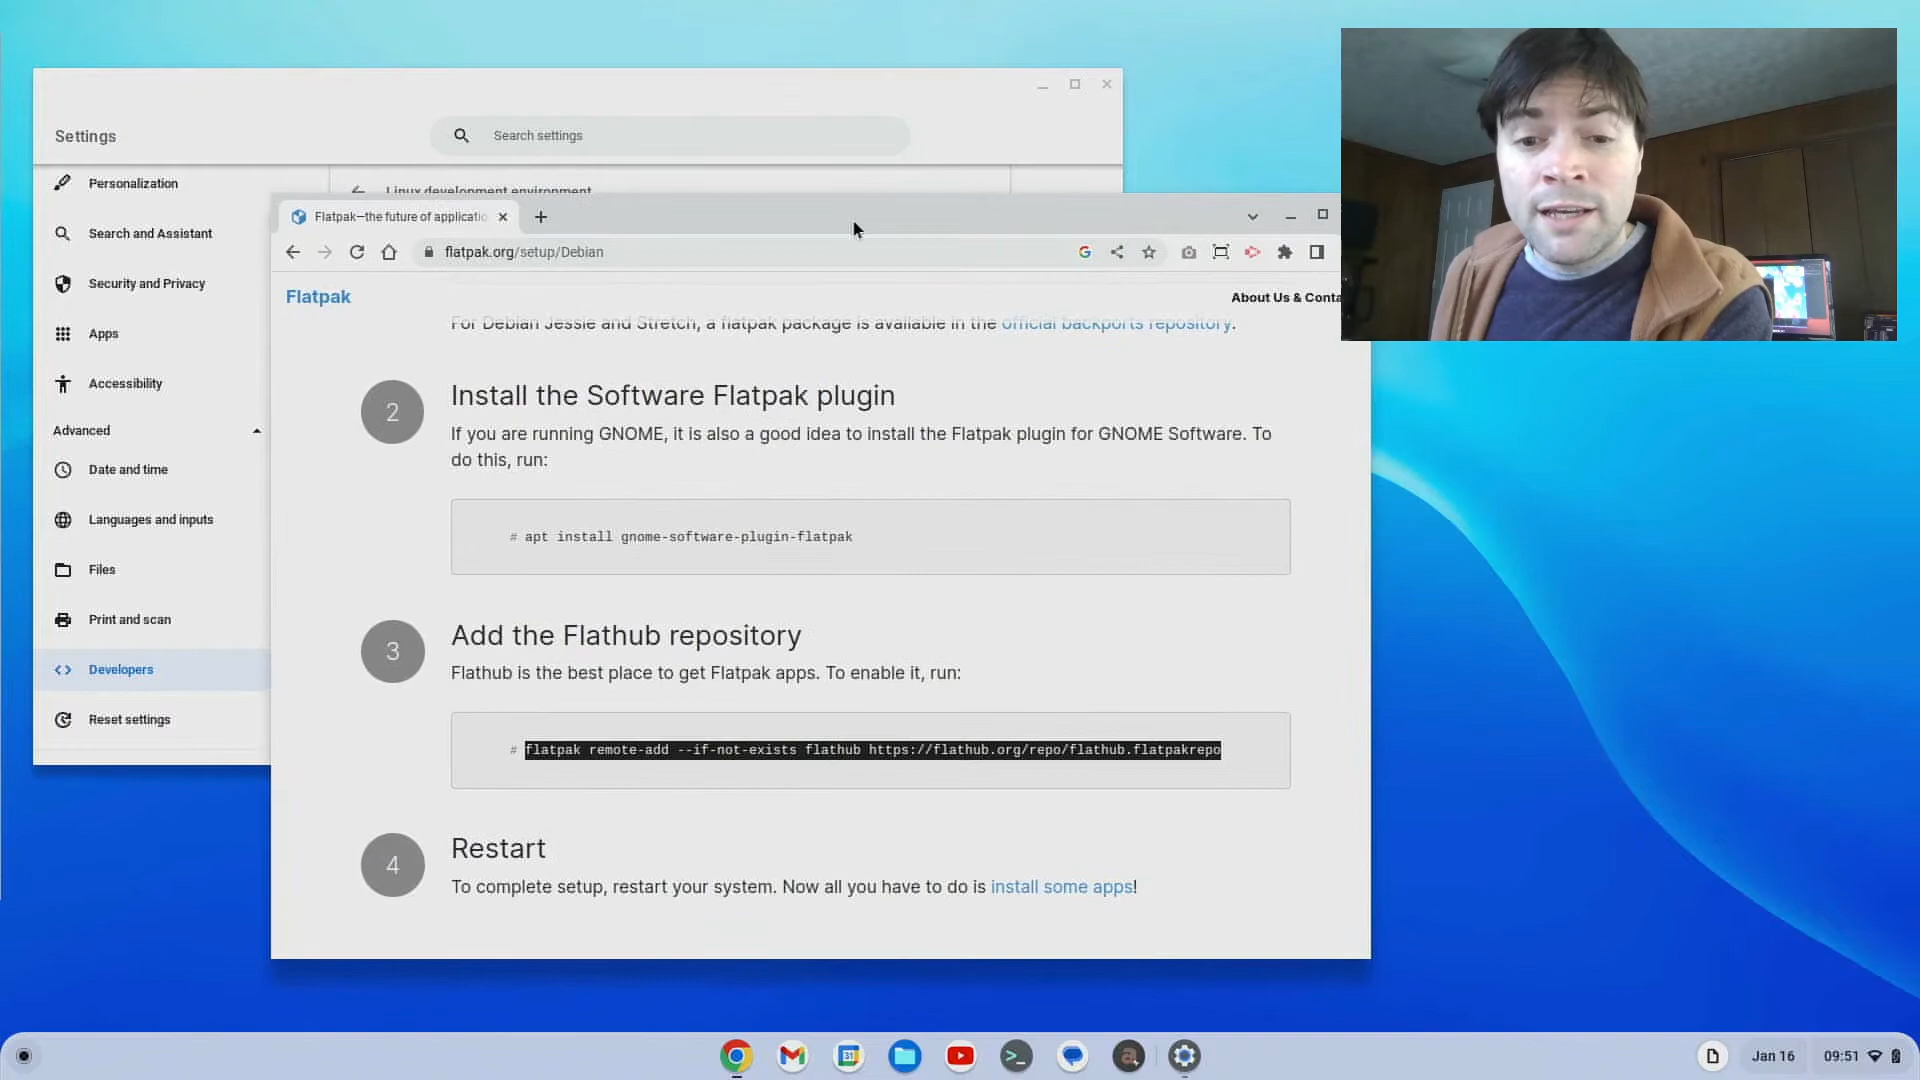 Settings
Search settings
Personalization
Search and Assistant
Security and Privacy
Apps
Accessibility
Advanced
Date and time
Languages and inputs
Files
Print and scan
Developers
Reset settings
Linux development environment
Flatpak—the future of applicatio
flatpak.org/setup/Debian
Flatpak
About Us & Conta
For Debian Jessie and Stretch, a flatpak package is available in the official backports repository.
2
Install the Software Flatpak plugin
If you are running GNOME, it is also a good idea to install the Flatpak plugin for GNOME Software. To
do this, run:
# apt install gnome-software-plugin-flatpak
3
Add the Flathub repository
Flathub is the best place to get Flatpak apps. To enable it, run:
# flatpak remote-add --if-not-exists flathub https://flathub.org/repo/flathub.flatpakrepo
4
Restart
To complete setup, restart your system. Now all you have to do is install some apps!
31
Jan 16
09:51